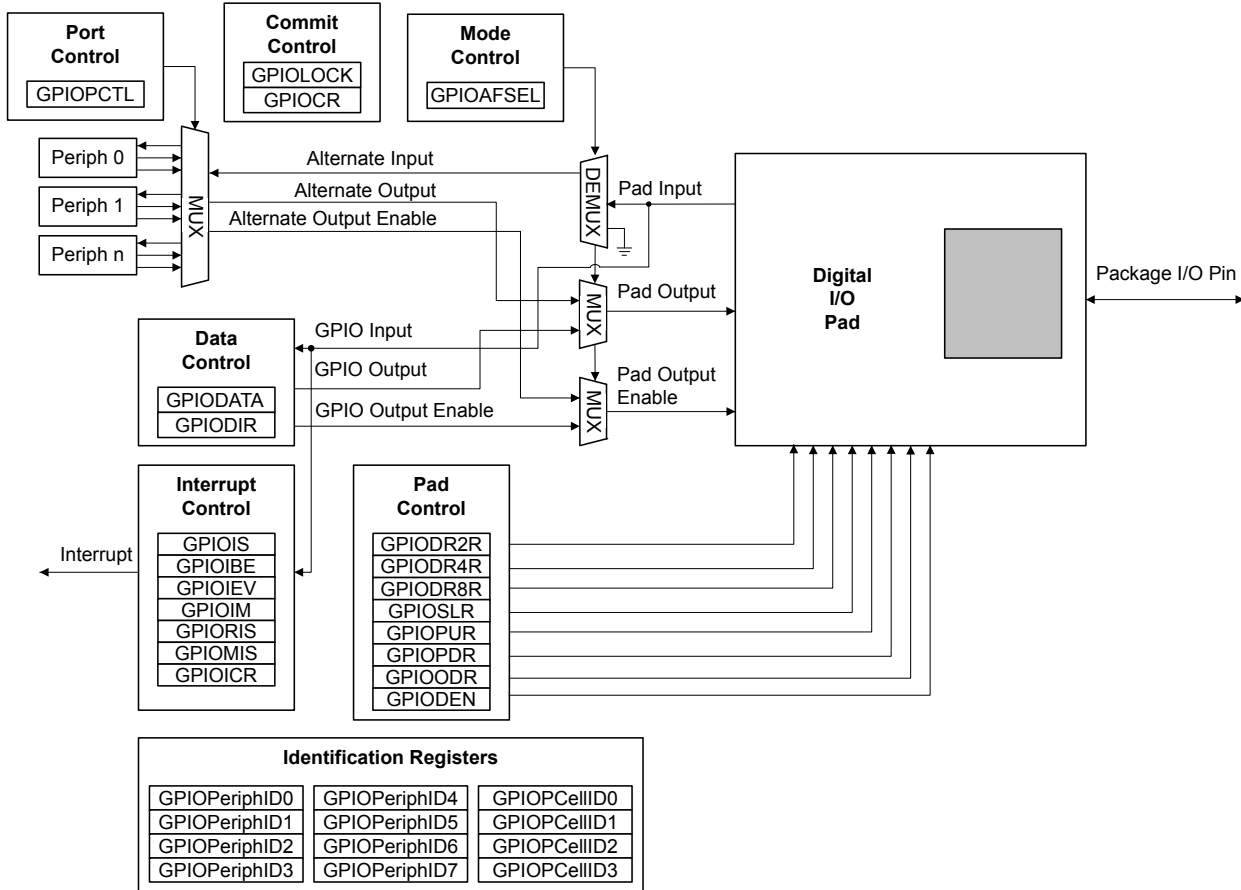 Port
Control
GPIOPCTL
Commit
Control
GPIOLOCK
GPIOCR
Mode
Control
GPIOAFSEL
Periph 0
Periph 1
Periph n
MUX
Alternate Input
Alternate Output
Alternate Output Enable
DEMUX
Pad Input
MUX
Pad Output
MUX
Pad Output
Enable
Digital
I/O
Pad
Package I/O Pin
Data
Control
GPIODATA
GPIODIR
GPIO Input
GPIO Output
GPIO Output Enable
Interrupt
Interrupt
Control
GPIOIS
GPIOIBE
GPIOIEV
GPIOIM
GPIORIS
GPIOMIS
GPIOICR
Pad
Control
GPIODR2R
GPIODR4R
GPIODR8R
GPIOSLR
GPIOPUR
GPIOPDR
GPIOODR
GPIODEN
Identification Registers
GPIOPeriphID0
GPIOPeriphID1
GPIOPeriphID2
GPIOPeriphID3
GPIOPeriphID4
GPIOPeriphID5
GPIOPeriphID6
GPIOPeriphID7
GPIOPCellID0
GPIOPCellID1
GPIOPCellID2
GPIOPCellID3